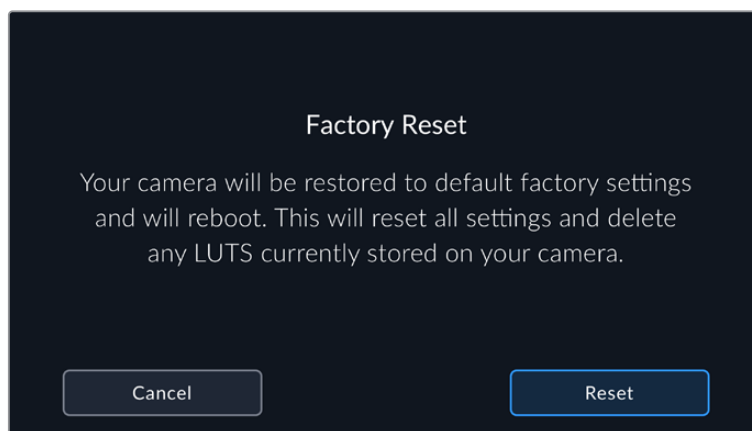 Factory Reset
Your camera will be restored to default factory settings
and will reboot. This will reset all settings and delete
any LUTS currently stored on your camera.
Cancel
Reset